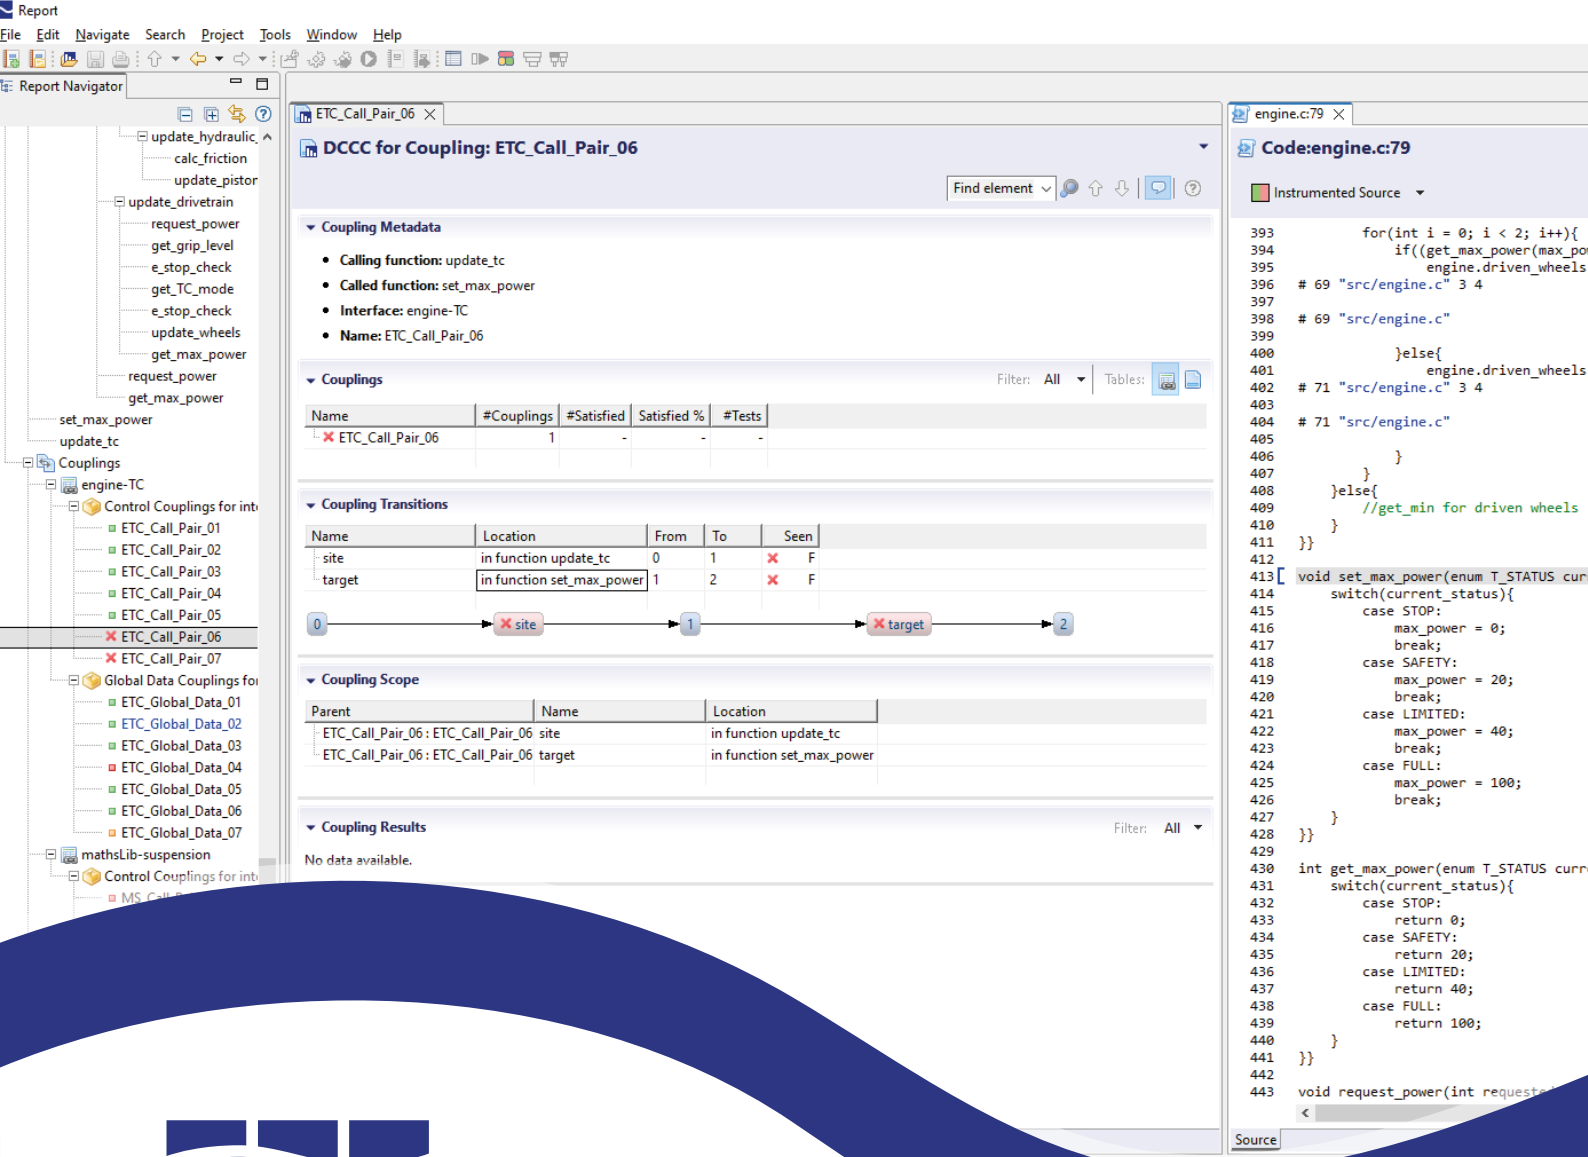 Report
File Edit Navigate Search Project Tools Window Help
Report Navigator
update_hydraulic_
calc_friction
update_piston
update_drivetrain
request_power
get_grip_level
e_stop_check
get_TC_mode
e_stop_check
update_wheels
get_max_power
request_power
get_max_power
set_max_power
update_tc
Couplings
engine-TC
Control Couplings for inte
ETC_Call_Pair_01
ETC_Call_Pair_02
ETC_Call_Pair_03
ETC_Call_Pair_04
ETC_Call_Pair_05
ETC_Call_Pair_06
ETC_Call_Pair_07
Global Data Couplings for
ETC_Global_Data_01
ETC_Global_Data_02
ETC_Global_Data_03
ETC_Global_Data_04
ETC_Global_Data_05
ETC_Global_Data_06
ETC_Global_Data_07
mathsLib-suspension
Control Couplings for inte
ETC_Call_Pair_06
DCCC for Coupling: ETC_Call_Pair_06
Find element
Coupling Metadata
• Calling function: update_tc
• Called function: set_max_power
• Interface: engine-TC
• Name: ETC_Call_Pair_06
Couplings Filter: All Tables:
Name #Couplings #Satisfied Satisfied % #Tests
ETC_Call_Pair_06 1 - - -
Coupling Transitions
Name Location From To Seen
site in function update_tc 0 1 F
target in function set_max_power 1 2 F
0 site 1 target 2
Coupling Scope
Parent Name Location
ETC_Call_Pair_06 : ETC_Call_Pair_06 site in function update_tc
ETC_Call_Pair_06 : ETC_Call_Pair_06 target in function set_max_power
Coupling Results Filter: All
No data available.
engine.c:79
Code:engine.c:79
Instrumented Source
393 for(int i = 0; i < 2; i++){
394 if((get_max_power(max_pow
395 engine.driven_wheels
396 # 69 "src/engine.c" 3 4
397
398 # 69 "src/engine.c"
399
400 }else{
401 engine.driven_wheels
402 # 71 "src/engine.c" 3 4
403
404 # 71 "src/engine.c"
405
406 }
407 }
408 }else{
409 //get_min for driven wheels
410 }
411 }}
412
413 void set_max_power(enum T_STATUS curr
414 switch(current_status){
415 case STOP:
416 max_power = 0;
417 break;
418 case SAFETY:
419 max_power = 20;
420 break;
421 case LIMITED:
422 max_power = 40;
423 break;
424 case FULL:
425 max_power = 100;
426 break;
427 }
428 }}
429
430 int get_max_power(enum T_STATUS curre
431 switch(current_status){
432 case STOP:
433 return 0;
434 case SAFETY:
435 return 20;
436 case LIMITED:
437 return 40;
438 case FULL:
439 return 100;
440 }
441 }}
442
443 void request_power(int requeste
Source